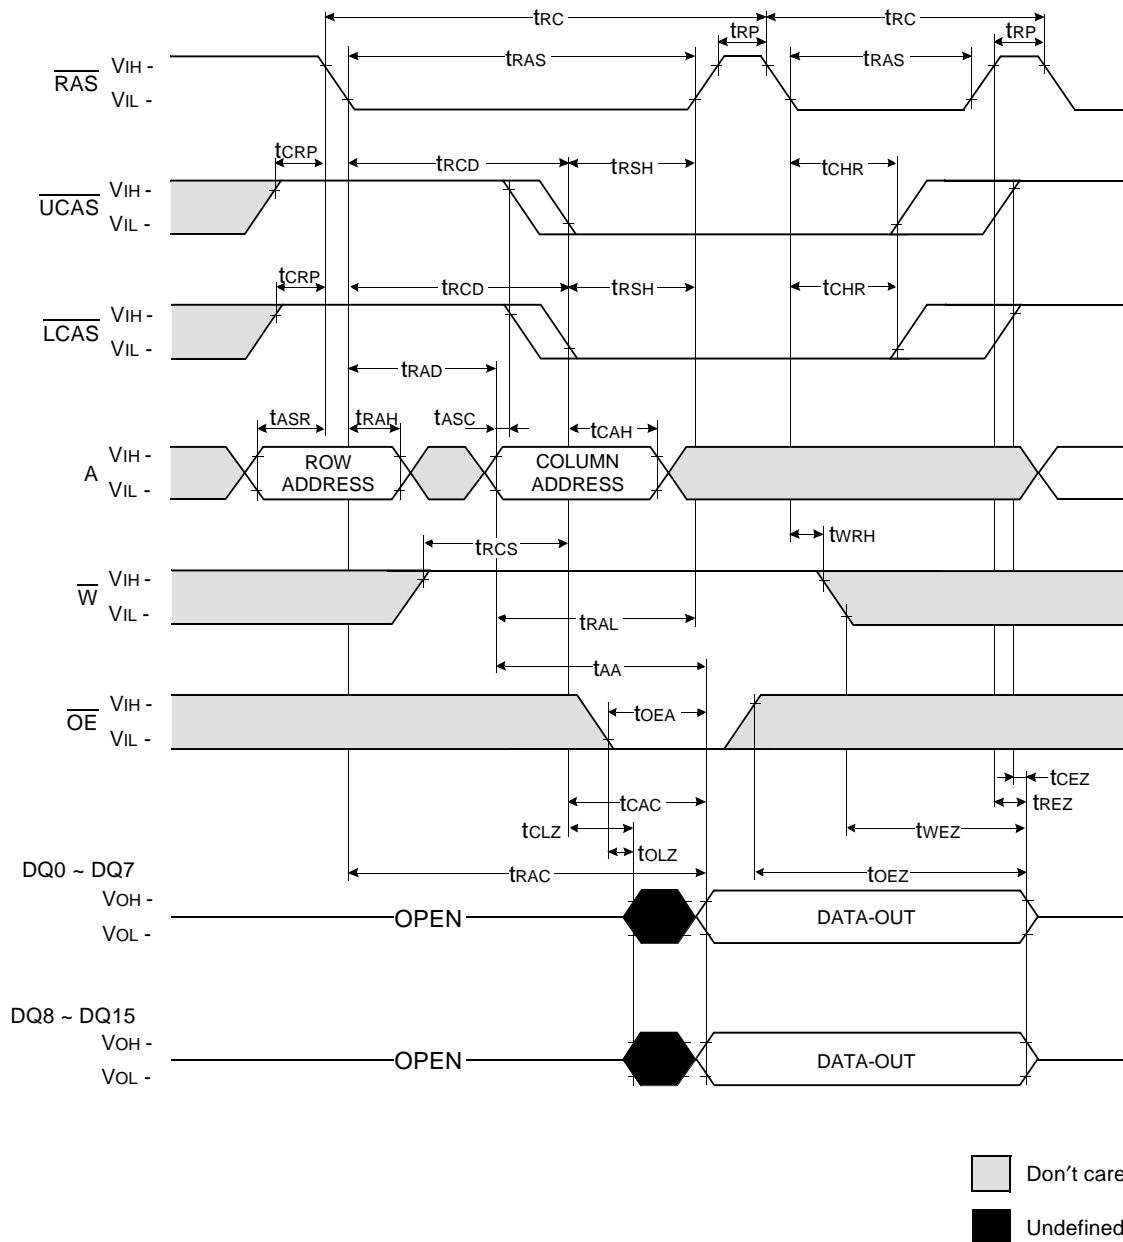 tRC tRC
tRP tRP
tRAS tRAS
RAS
VIH -
VIL -
tCRP tRCD tRSH tCHR
UCAS
VIH -
VIL -
tCRP tRCD tRSH tCHR
LCAS
VIH -
VIL -
tRAD
tASR tRAH tASC tCAH
A
VIH -
VIL -
ROW
ADDRESS
COLUMN
ADDRESS
tWRH
tRCS
W
VIH -
VIL -
tRAL
tAA
OE
VIH -
VIL -
tOEA
tCEZ
tCAC tREZ
tCLZ tWEZ
tOLZ
DQ0 ~ DQ7
tRAC tOEZ
VOH -
VOL -
OPEN DATA-OUT
DQ8 ~ DQ15
VOH -
VOL -
OPEN DATA-OUT
Don′t care
Undefined